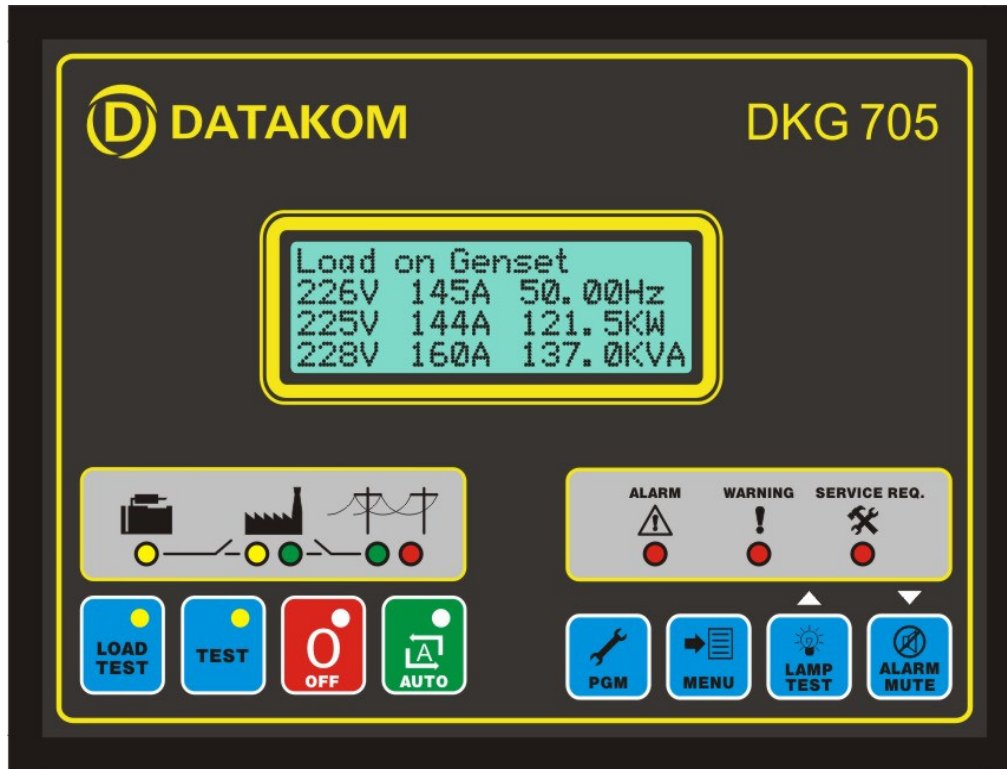 D DATAKOM
DKG 705
Load on Genset
226V 145A 50.00Hz
225V 144A 121.5KW
228V 160A 137.0KVA
ALARM
WARNING
SERVICE REQ.
!
LOAD TEST
TEST
0
OFF
A
AUTO
PGM
MENU
LAMP TEST
ALARM MUTE